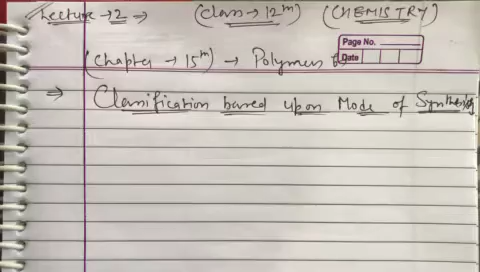 Lecture → 2 ⇒ (Class → 12th) (CHEMISTRY)
Page No.
(Chapter → 15th) → Polymers
Date
⇒ Classification based upon Mode of Synthesis